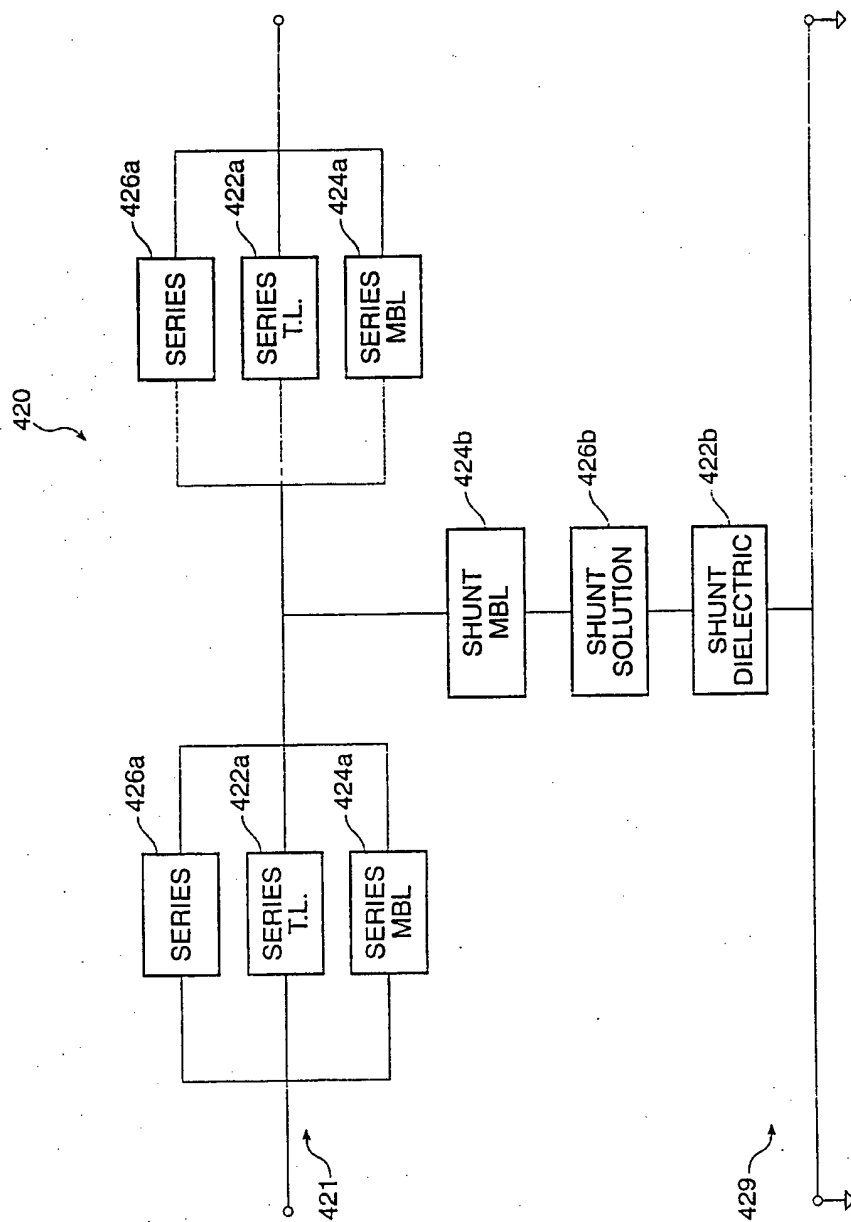 420
426a
SERIES
422a
SERIES
T.L.
424a
SERIES
MBL
426a
SERIES
422a
SERIES
T.L.
424a
SERIES
MBL
421
424b
SHUNT
MBL
426b
SHUNT
SOLUTION
422b
SHUNT
DIELECTRIC
429